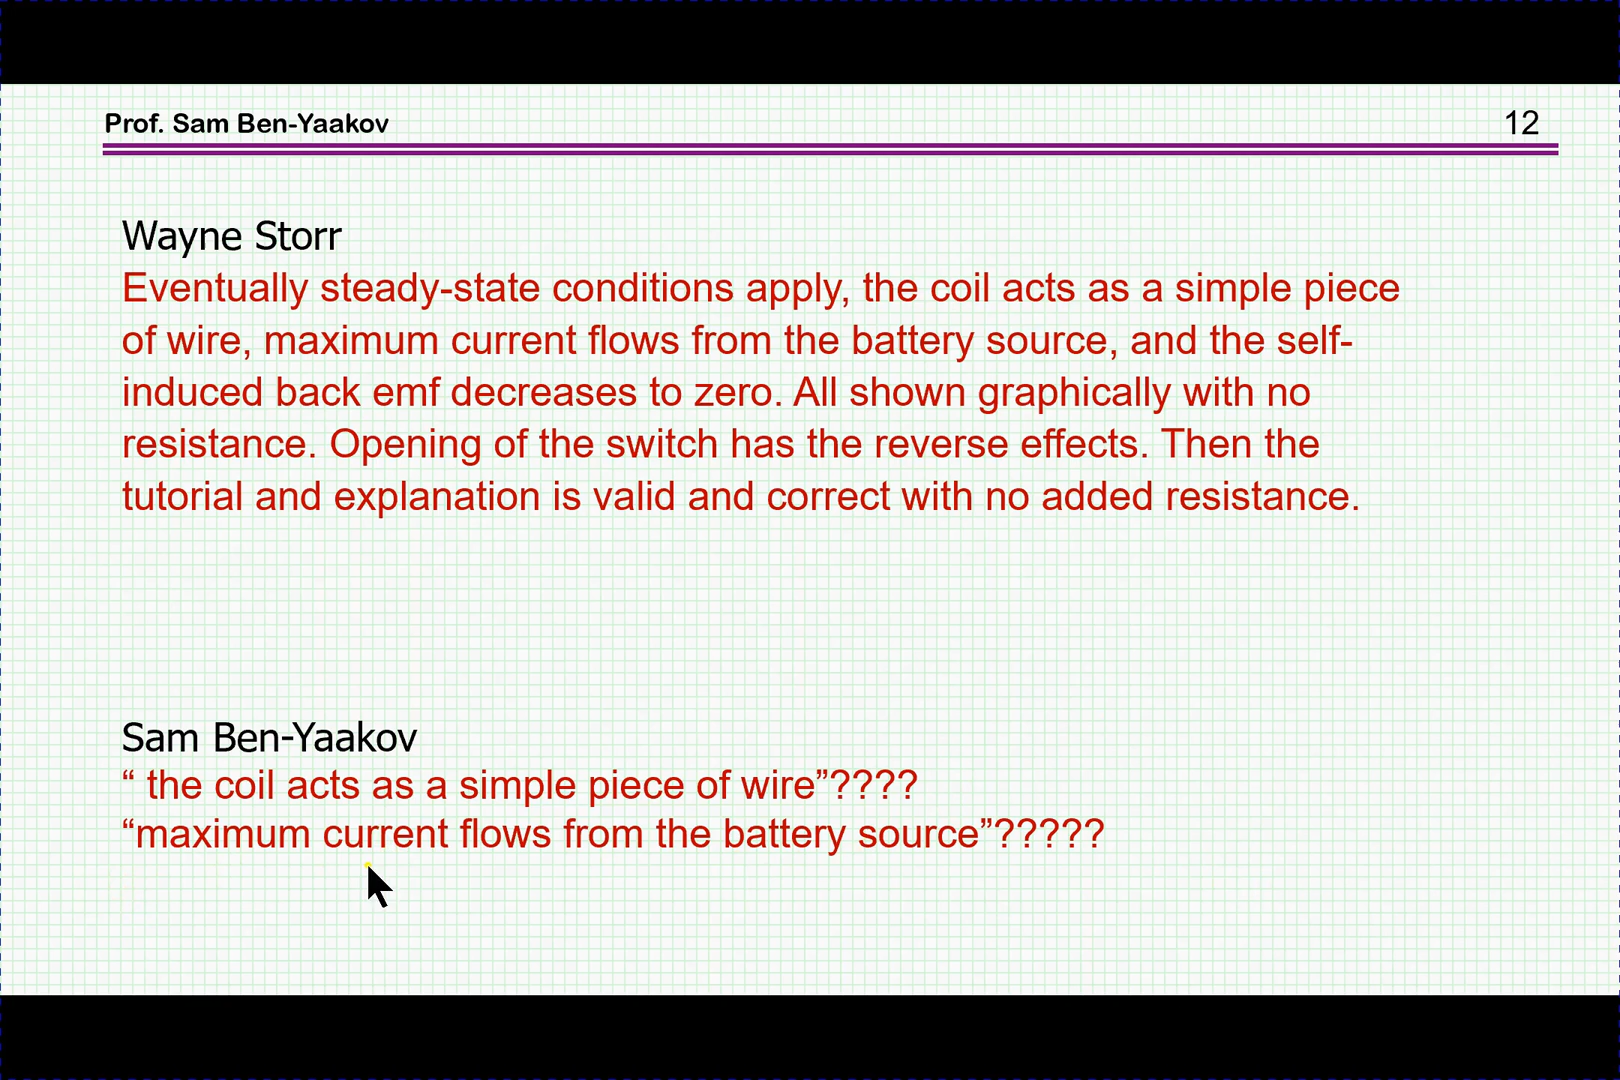 Prof. Sam Ben-Yaakov
12
Wayne Storr
Eventually steady-state conditions apply, the coil acts as a simple piece
of wire, maximum current flows from the battery source, and the self-
induced back emf decreases to zero. All shown graphically with no
resistance. Opening of the switch has the reverse effects. Then the
tutorial and explanation is valid and correct with no added resistance.
Sam Ben-Yaakov
“ the coil acts as a simple piece of wire”????
“maximum current flows from the battery source”?????